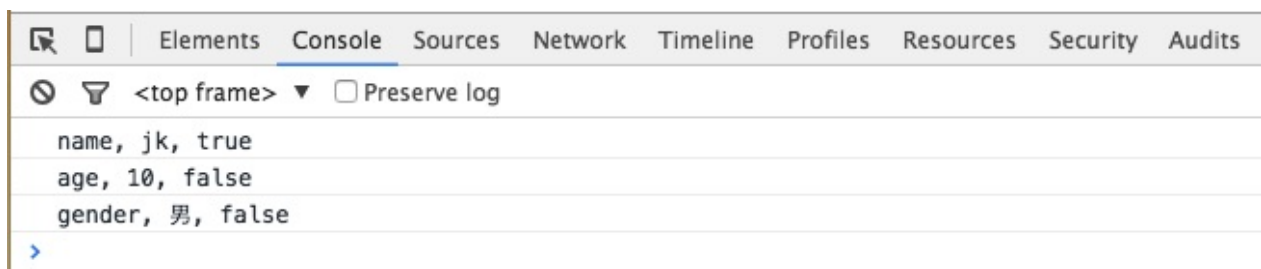 Elements Console Sources Network Timeline Profiles Resources Security Audits
<top frame> ▼ Preserve log
name, jk, true
age, 10, false
gender, 男, false
>